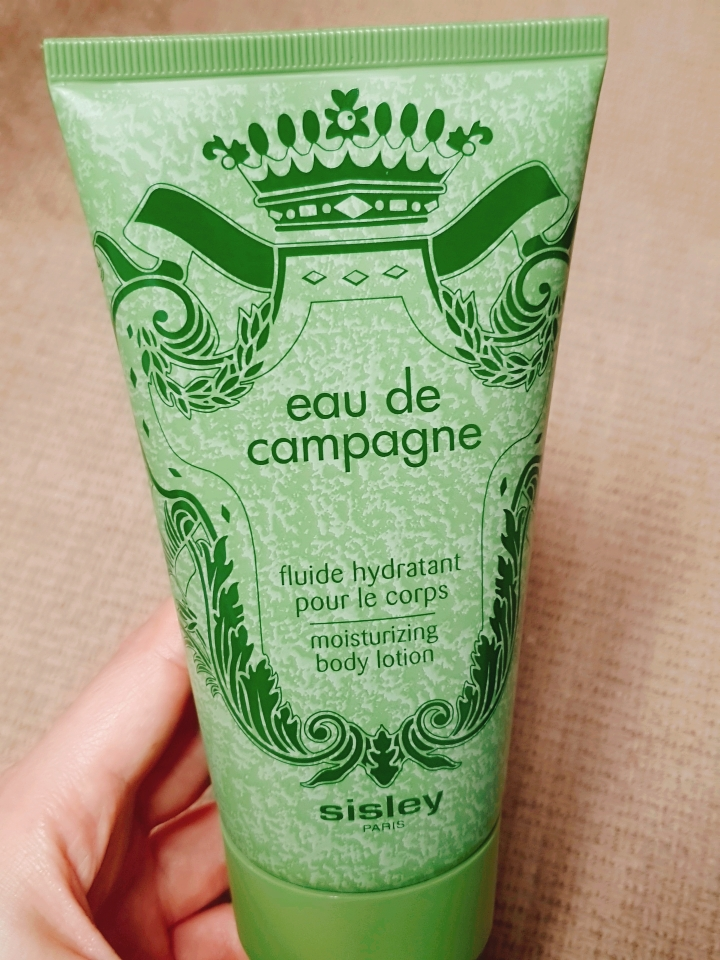 eau de
campagne
fluide hydratant
pour le corps
moisturizing
body lotion
sisley
PARIS